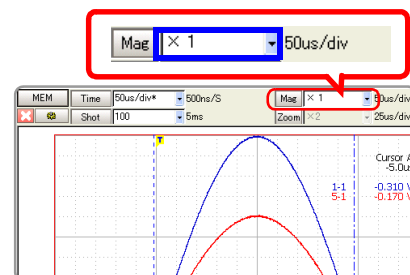 Mag × 1 50us/div
MEM Time 50us/div* 500ns/S Mag × 1 50us/div
Shot 100 5ms Zoom ×2 25us/div
T
Cursor A
-5.0us
1-1 -0.310 V
5-1 -0.170 V